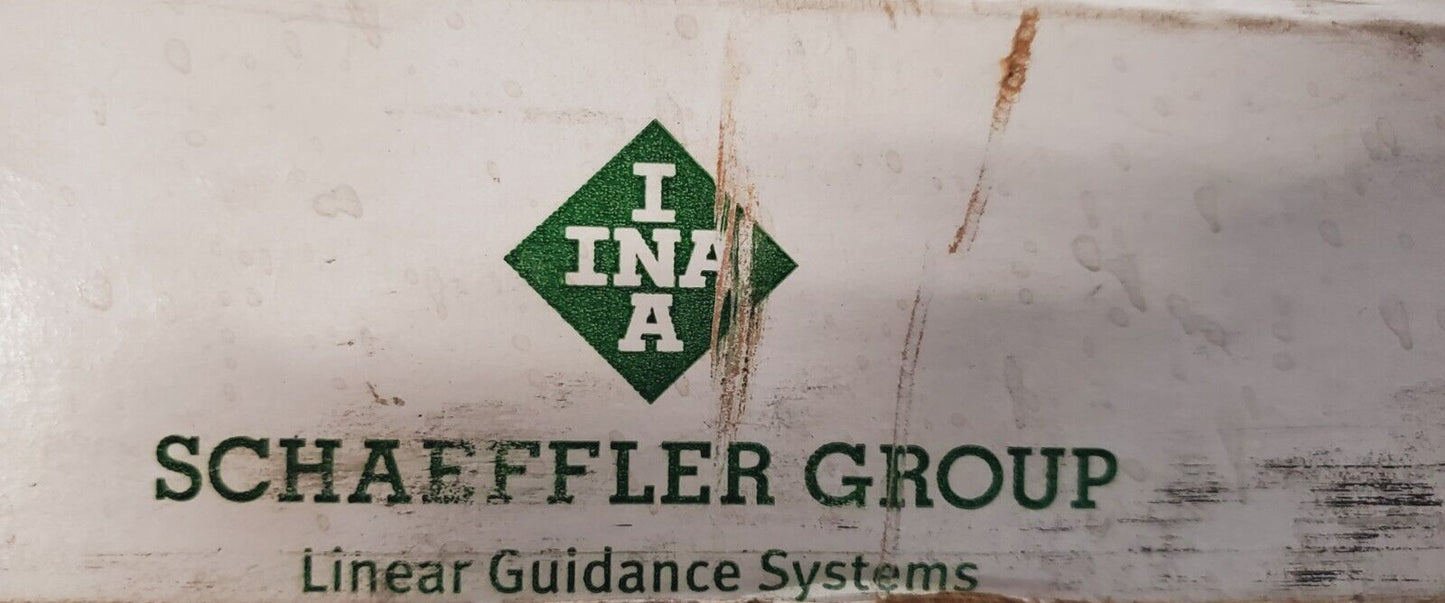 I
INA
A
SCHAEFFLER GROUP
Linear Guidance Systems